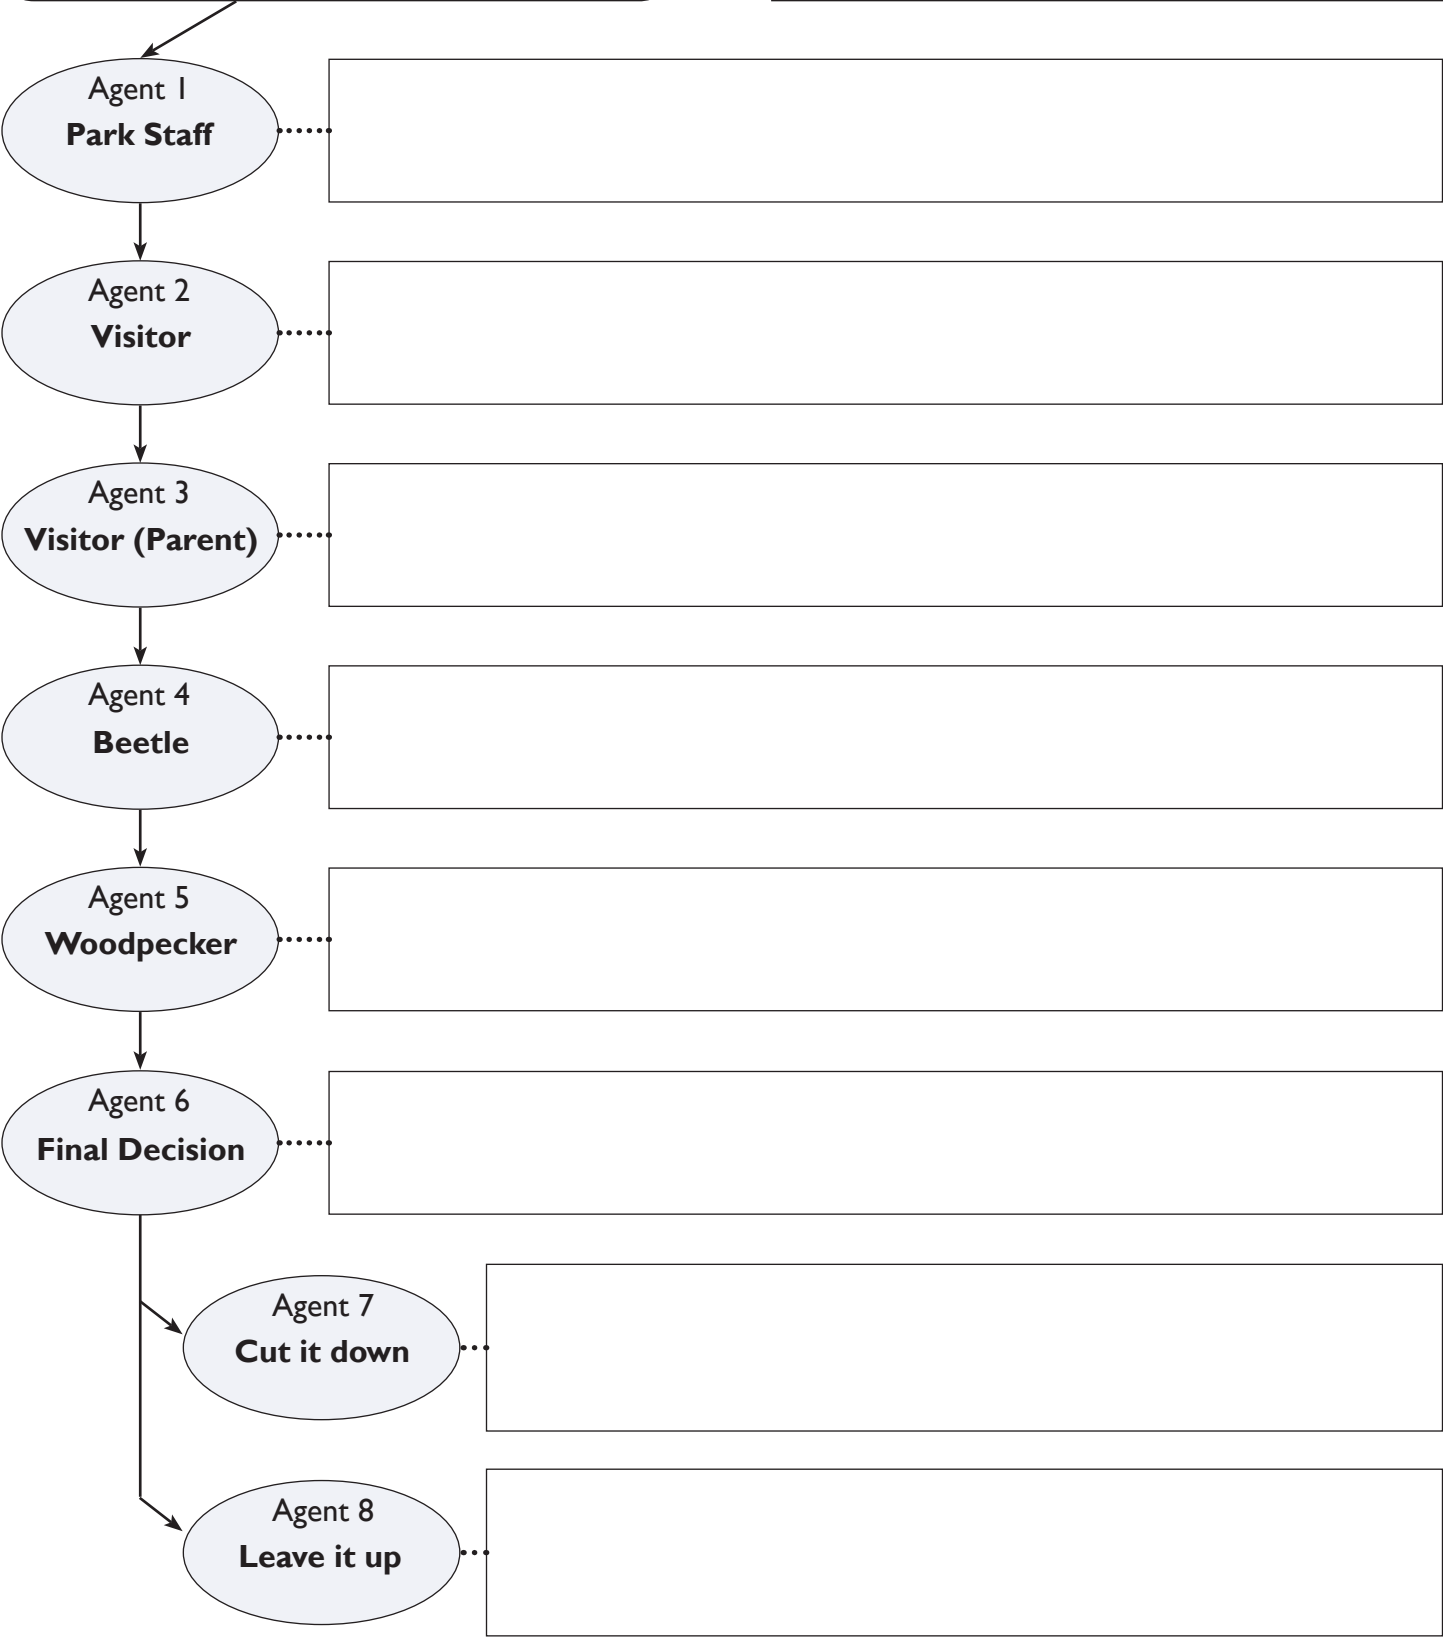 Agent 1
Park Staff
Agent 2
Visitor
Agent 3
Visitor (Parent)
Agent 4
Beetle
Agent 5
Woodpecker
Agent 6
Final Decision
Agent 7
Cut it down
Agent 8
Leave it up